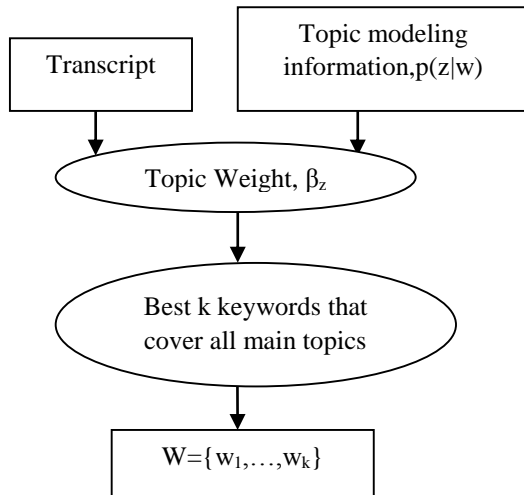 Transcript
Topic modeling
information,p(z|w)
Topic Weight, βz
Best k keywords that
cover all main topics
W={w1,…,wk}